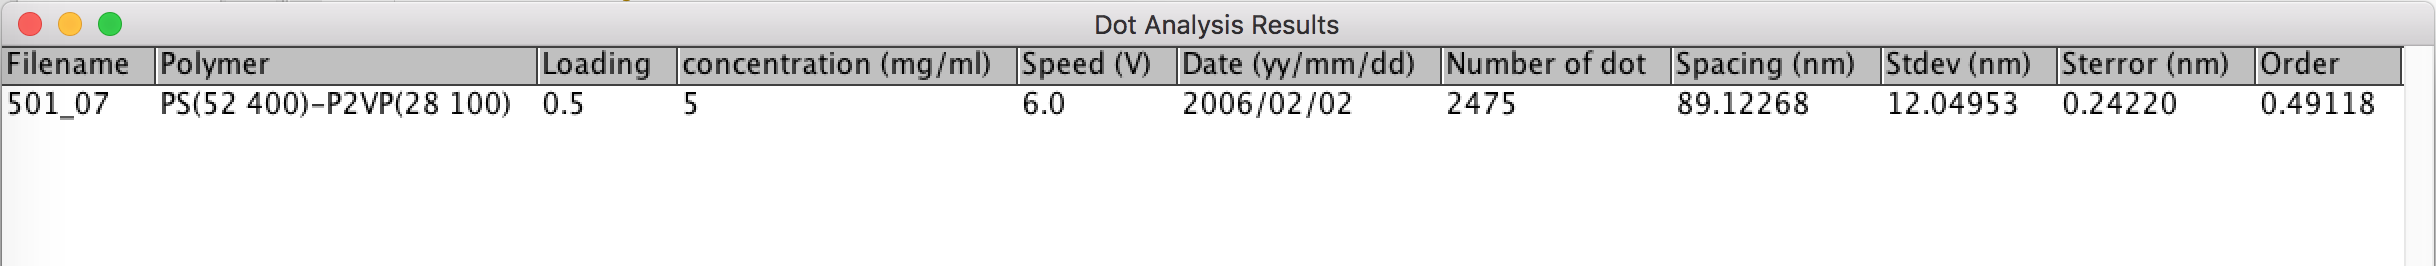 Dot Analysis Results
Filename Polymer Loading concentration (mg/ml) Speed (V) Date (yy/mm/dd) Number of dot Spacing (nm) Stdev (nm) Sterror (nm) Order
501_07 PS(52 400)-P2VP(28 100) 0.5 5 6.0 2006/02/02 2475 89.12268 12.04953 0.24220 0.49118